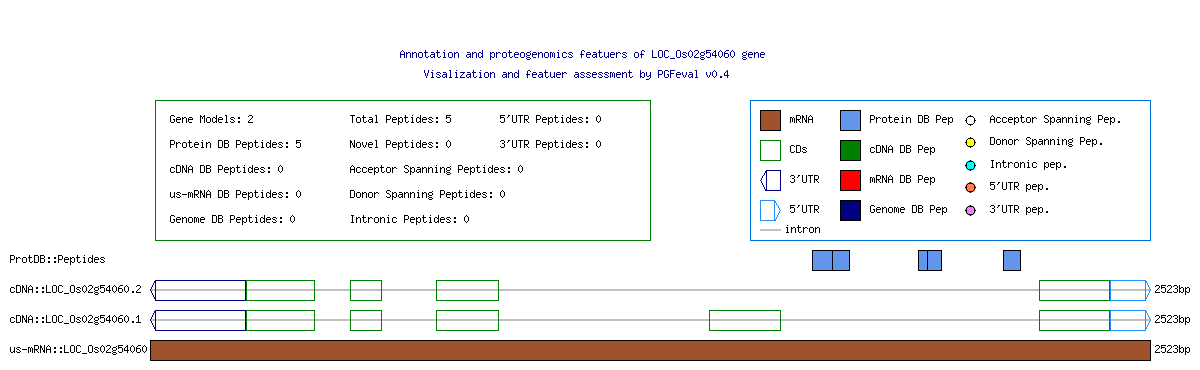 Annotation and proteogenomics featuers of LOC_Os02g54060 gene
Visalization and featuer assessment by PGFeval v0.4
Gene Models: 2
Total Peptides: 5
5'UTR Peptides: 0
Protein DB Peptides: 5
Novel Peptides: 0
3'UTR Peptides: 0
cDNA DB Peptides: 0
Acceptor Spanning Peptides: 0
us-mRNA DB Peptides: 0
Donor Spanning Peptides: 0
Genome DB Peptides: 0
Intronic Peptides: 0
mRNA
Protein DB Pep
Acceptor Spanning Pep.
CDs
cDNA DB Pep
Donor Spanning Pep.
3'UTR
mRNA DB Pep
Intronic pep.
5'UTR
Genome DB Pep
5'UTR pep.
3'UTR pep.
intron
ProtDB::Peptides
cDNA::LOC_Os02g54060.2
2523bp
cDNA::LOC_Os02g54060.1
2523bp
us-mRNA::LOC_Os02g54060
2523bp